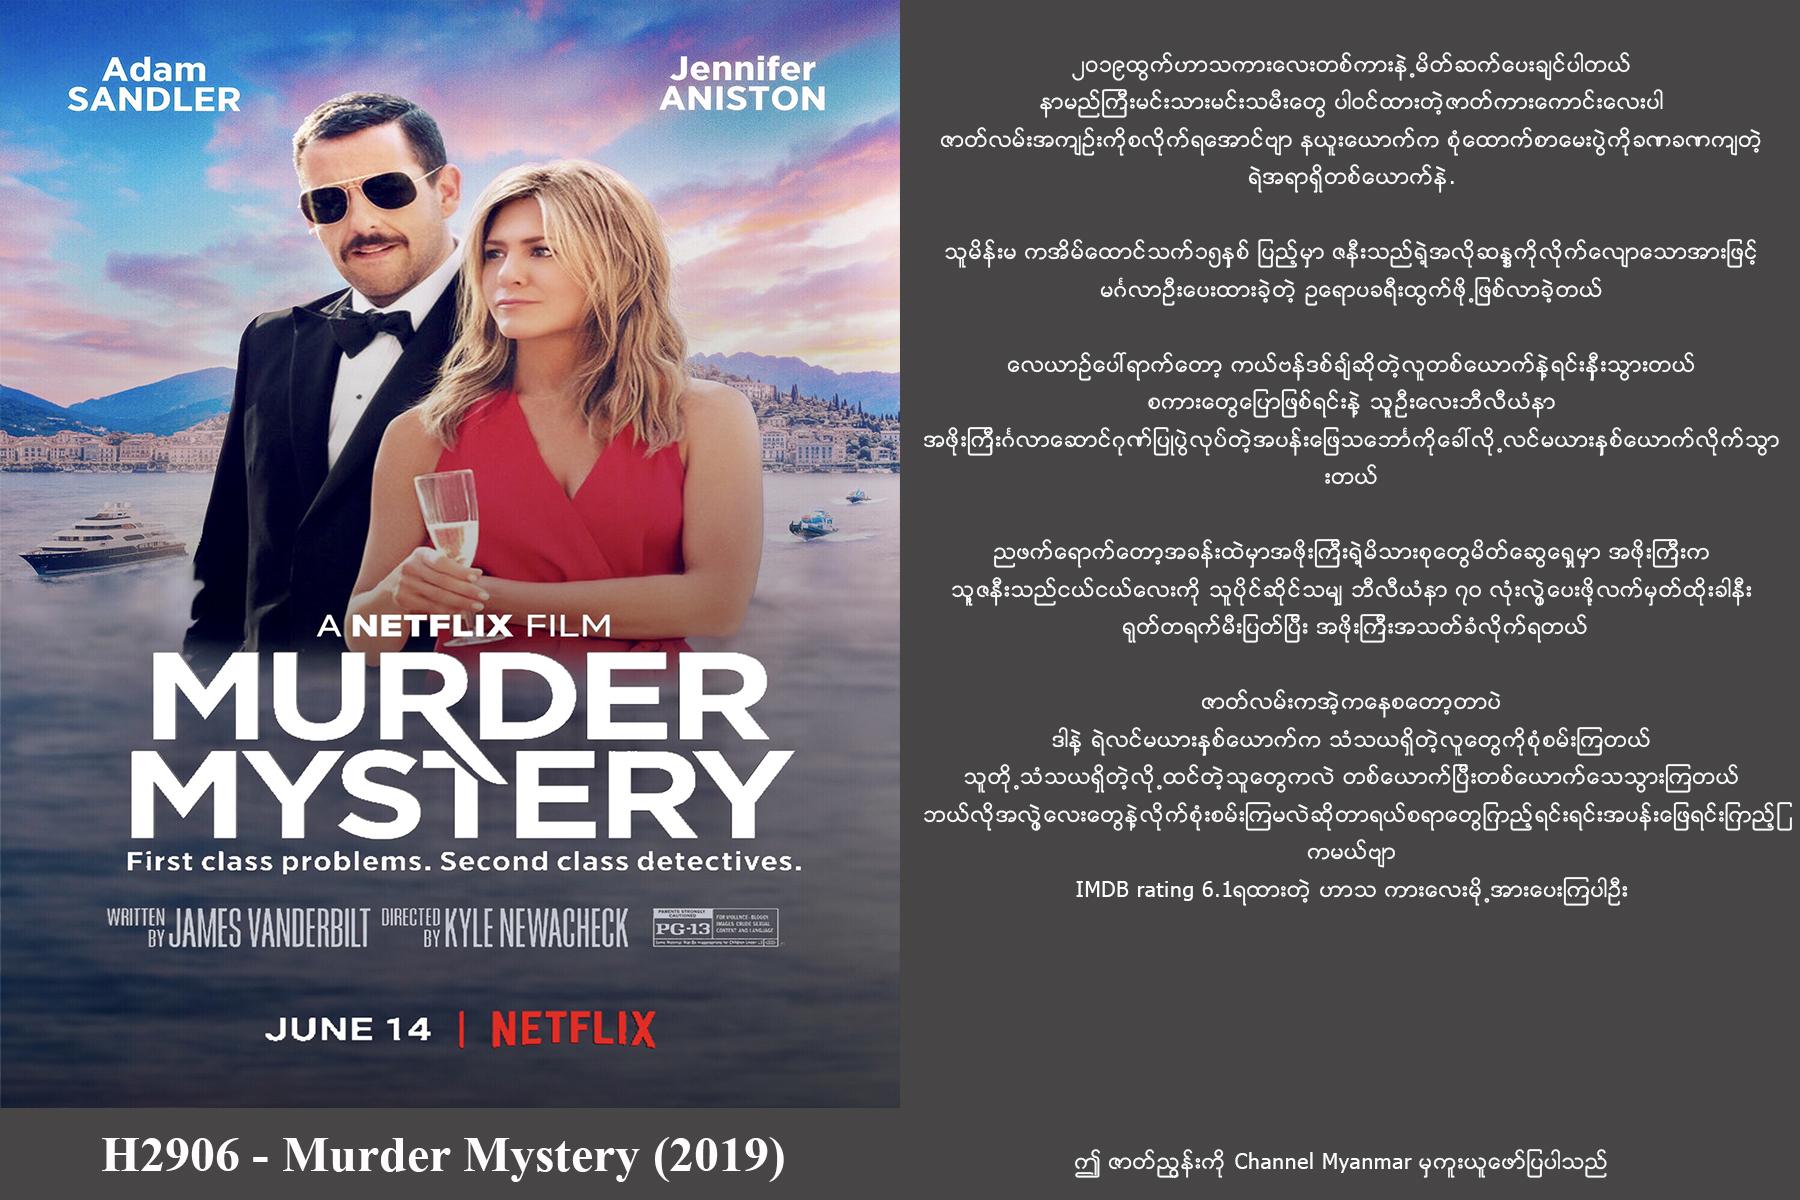 Adam
SANDLER
Jennifer
ANISTON
A NETFLIX FILM
MURDER
MYSTERY
First class problems. Second class detectives.
WRITTEN BY JAMES VANDERBILT DIRECTED BY KYLE NEWACHECK
PARENTS STRONGLY CAUTIONED
PG-13
FOR VIOLENCE - BLOODY
IMAGES, CRUDE SEXUAL
CONTENT AND LANGUAGE
Some Material May Be Inappropriate for Children Under 13
JUNE 14 | NETFLIX
H2906 - Murder Mystery (2019)
၂၀၁၉ထွက်ဟာသကားလေးတစ်ကားနဲ့မိတ်ဆက်ပေးချင်ပါတယ်
နာမည်ကြီးမင်းသားမင်းသမီးတွေ ပါဝင်ထားတဲ့ဇာတ်ကားကောင်းလေးပါ
ဇာတ်လမ်းအကျဉ်းကိုစလိုက်ရအောင်ဗျာ နယူးယောက်က စုံထောက်စာမေးပွဲကိုခဏခဏကျတဲ့
ရဲအရာရှိတစ်ယောက်နဲ.
သူမိန်းမ ကအိမ်ထောင်သက်၁၅နှစ် ပြည့်မှာ ဇနီးသည်ရဲ့အလိုဆန္ဒကိုလိုက်လျောသောအားဖြင့်
မင်္ဂလာဦးပေးထားခဲ့တဲ့ ဥရောပခရီးထွက်ဖို့ဖြစ်လာခဲ့တယ်
လေယာဉ်ပေါ်ရာက်တော့ ကယ်ဗန်ဒစ်ချ်ဆိုတဲ့လူတစ်ယောက်နဲ့ရင်းနှီးသွားတယ်
စကားတွေပြောဖြစ်ရင်းနဲ့ သူ့ဦးလေးဘီလီယံနာ
အဖိုးကြီးင်္ဂလာဆောင်ဂုဏ်ပြုပွဲလုပ်တဲ့အပန်းဖြေသင်္ဘောကိုခေါ်လို့လင်မယားနှစ်ယောက်လိုက်သွာ
းတယ်
ညဖက်ရောက်တော့အခန်းထဲမှာအဖိုးကြီးရဲ့မိသားစုတွေမိတ်ဆွေရှေ့မှာ အဖိုးကြီးက
သူ့ဇနီးသည်ငယ်ငယ်လေးကို သူပိုင်ဆိုင်သမျှ ဘီလီယံနာ ၇၀ လုံးလွှဲပေးဖို့လက်မှတ်ထိုးခါနီး
ရုတ်တရက်မီးပြတ်ပြီး အဖိုးကြီးအသတ်ခံလိုက်ရတယ်
ဇာတ်လမ်းကအဲ့ကနေစတော့တာပဲ
ဒါနဲ့ ရဲလင်မယားနှစ်ယောက်က သံသယရှိတဲ့လူတွေကိုစုံစမ်းကြတယ်
သူတို့သံသယရှိတဲ့လို့ထင်တဲ့သူတွေကလဲ တစ်ယောက်ပြီးတစ်ယောက်သေသွားကြတယ်
ဘယ်လိုအလွဲလေးတွေနဲ့လိုက်စုံးစမ်းကြမလဲဆိုတာရယ်စရာတွေကြည့်ရင်းရင်းအပန်းဖြေရင်းကြည့်ြ
ကမယ်ဗျာ
IMDB rating 6.1ရထားတဲ့ ဟာသ ကားလေးမို့အားပေးကြပါဦး
ဤ ဇာတ်ညွှန်းကို Channel Myanmar မှကူးယူဖော်ပြပါသည်